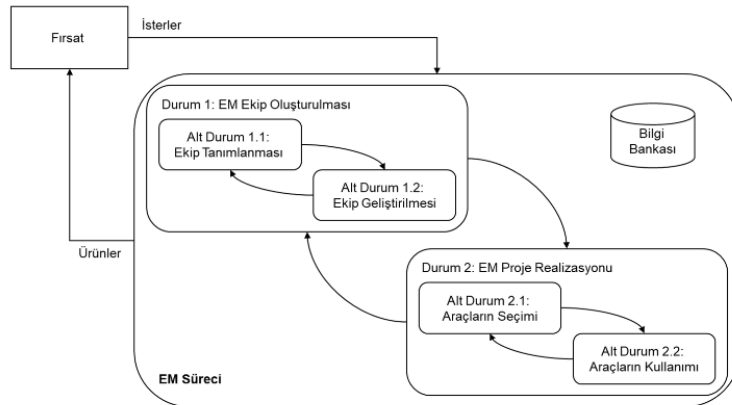 İsterler
Fırsat
Durum 1: EM Ekip Oluşturulması
Alt Durum 1.1:
Ekip Tanımlanması
Alt Durum 1.2:
Ekip Geliştirilmesi
Bilgi
Bankası
Ürünler
Durum 2: EM Proje Realizasyonu
Alt Durum 2.1:
Araçların Seçimi
Alt Durum 2.2:
Araçların Kullanımı
EM Süreci